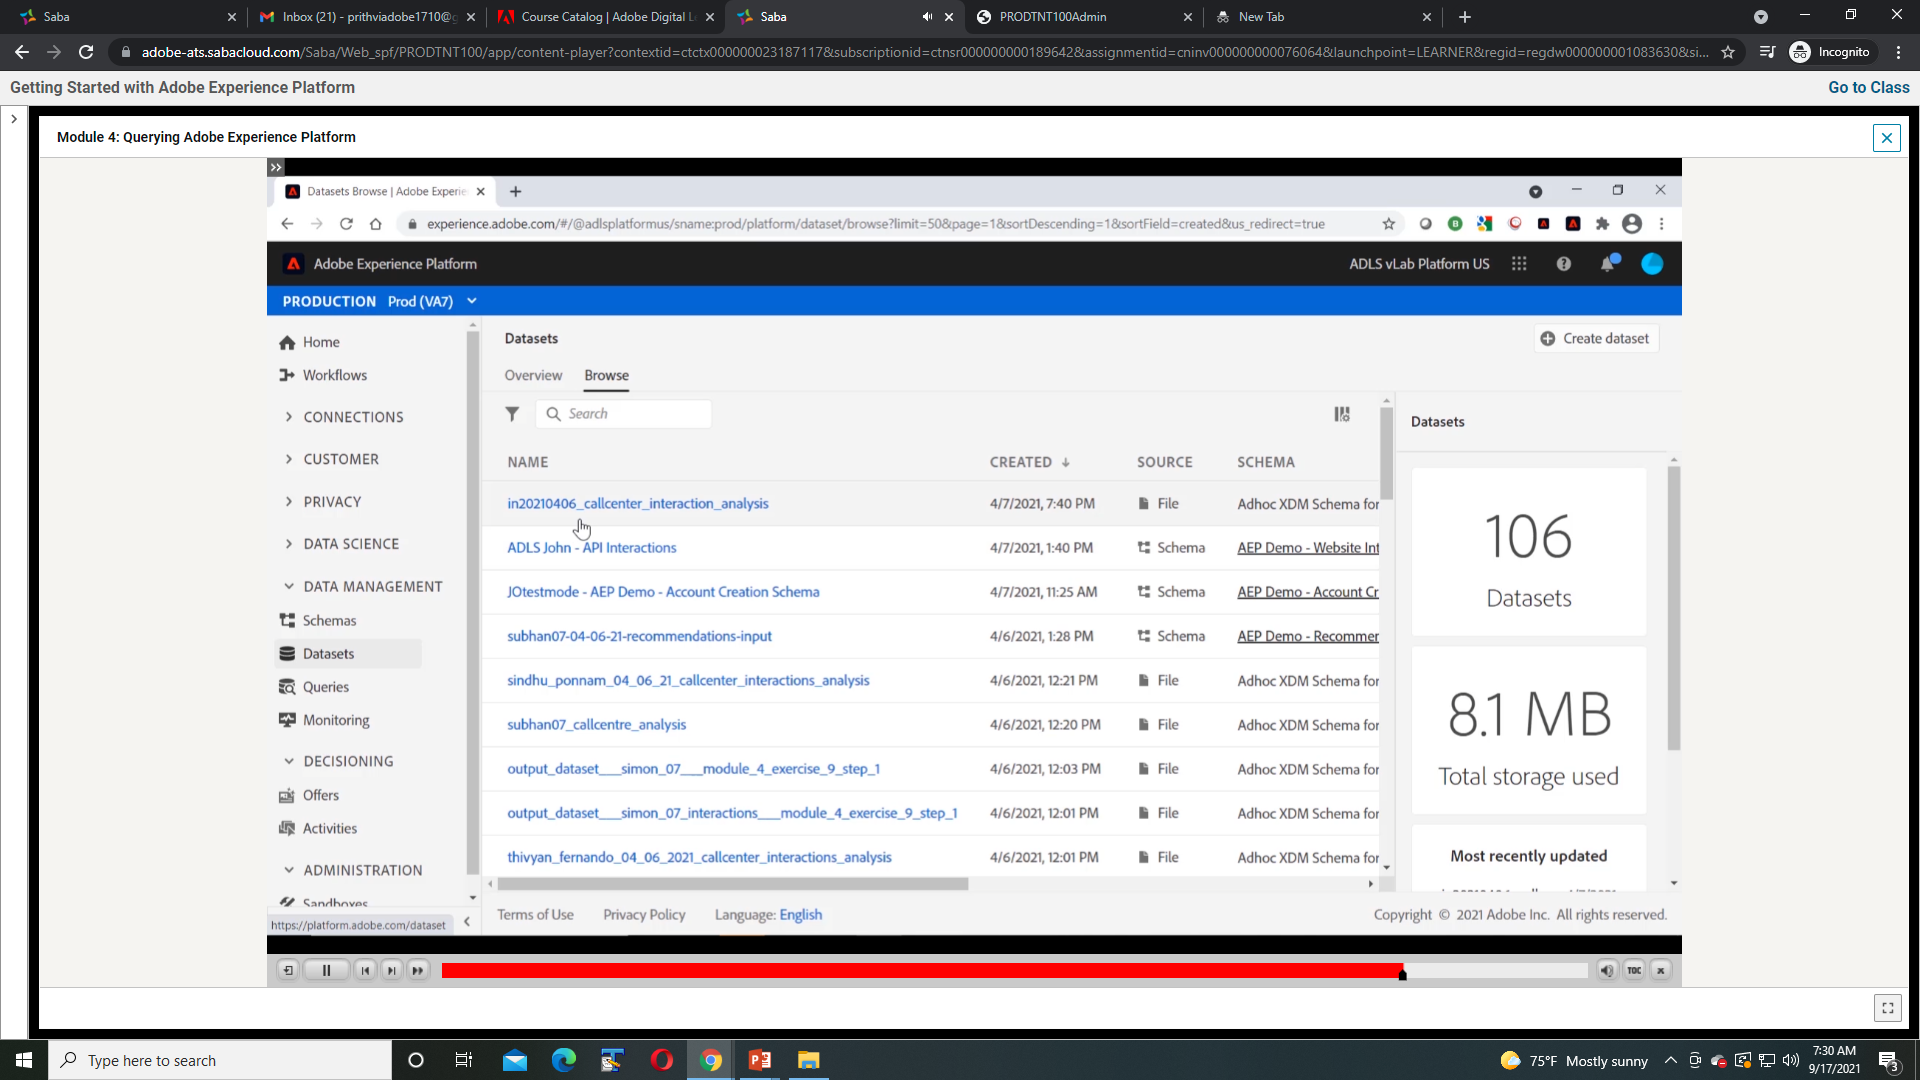 Saba
Inbox (21) - prithviadobe1710@g
Course Catalog | Adobe Digital L
Saba
PRODTNT100Admin
New Tab
adobe-ats.sabacloud.com/Saba/Web_spf/PRODTNT100/app/content-player?contextid=ctctx000000023187117&subscriptionid=ctnsr000000000189642&assignmentid=cninv000000000076064&launchpoint=LEARNER&regid=regdw000000001083630&si...
Incognito
Getting Started with Adobe Experience Platform
Go to Class
Module 4: Querying Adobe Experience Platform
Datasets Browse | Adobe Experie
experience.adobe.com/#/@adlsplatformus/sname:prod/platform/dataset/browse?limit=50&page=1&sortDescending=1&sortField=created&us_redirect=true
Adobe Experience Platform
ADLS vLab Platform US
PRODUCTION Prod (VA7)
Home
Workflows
CONNECTIONS
CUSTOMER
PRIVACY
DATA SCIENCE
DATA MANAGEMENT
Schemas
Datasets
Queries
Monitoring
DECISIONING
Offers
Activities
ADMINISTRATION
Sandboxes
https://platform.adobe.com/dataset
Datasets
Create dataset
Overview Browse
Search
NAME CREATED SOURCE SCHEMA
in20210406_callcenter_interaction_analysis 4/7/2021, 7:40 PM File Adhoc XDM Schema for
ADLS John - API Interactions 4/7/2021, 1:40 PM Schema AEP Demo - Website Int
JOtestmode - AEP Demo - Account Creation Schema 4/7/2021, 11:25 AM Schema AEP Demo - Account Cr
subhan07-04-06-21-recommendations-input 4/6/2021, 1:28 PM Schema AEP Demo - Recommer
sindhu_ponnam_04_06_21_callcenter_interactions_analysis 4/6/2021, 12:21 PM File Adhoc XDM Schema for
subhan07_callcentre_analysis 4/6/2021, 12:20 PM File Adhoc XDM Schema for
output_dataset___simon_07___module_4_exercise_9_step_1 4/6/2021, 12:03 PM File Adhoc XDM Schema for
output_dataset___simon_07_interactions___module_4_exercise_9_step_1 4/6/2021, 12:01 PM File Adhoc XDM Schema for
thivyan_fernando_04_06_2021_callcenter_interactions_analysis 4/6/2021, 12:01 PM File Adhoc XDM Schema for
Datasets
106
Datasets
8.1 MB
Total storage used
Most recently updated
Terms of Use Privacy Policy Language: English
Copyright © 2021 Adobe Inc. All rights reserved.
TOC
Type here to search
75°F Mostly sunny
7:30 AM
9/17/2021
3